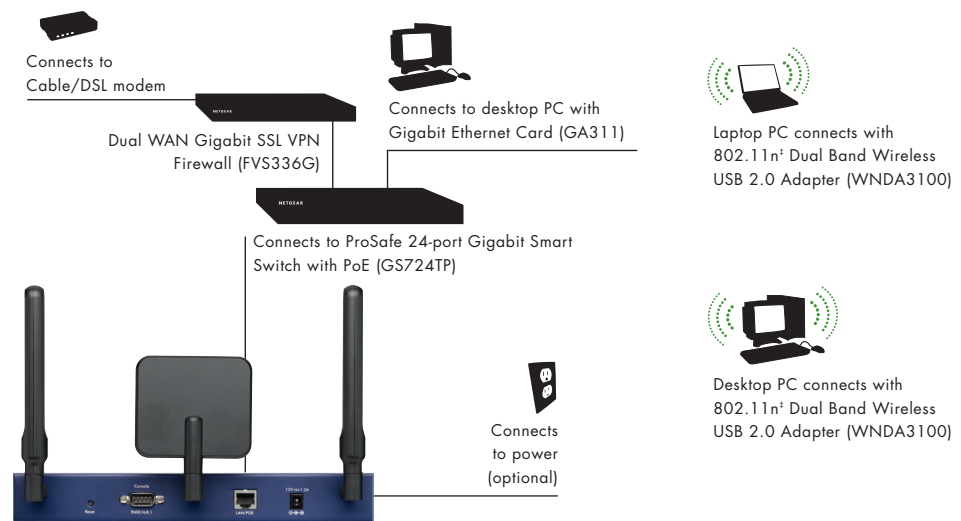 Connects to
Cable/DSL modem
NETGEAR
Dual WAN Gigabit SSL VPN
Firewall (FVS336G)
Connects to desktop PC with
Gigabit Ethernet Card (GA311)
Laptop PC connects with
802.11n‡ Dual Band Wireless
USB 2.0 Adapter (WNDA3100)
NETGEAR
Connects to ProSafe 24-port Gigabit Smart
Switch with PoE (GS724TP)
Desktop PC connects with
802.11n‡ Dual Band Wireless
USB 2.0 Adapter (WNDA3100)
Connects
to power
(optional)
Reset
Console
9600,N,8,1
LAN/POE